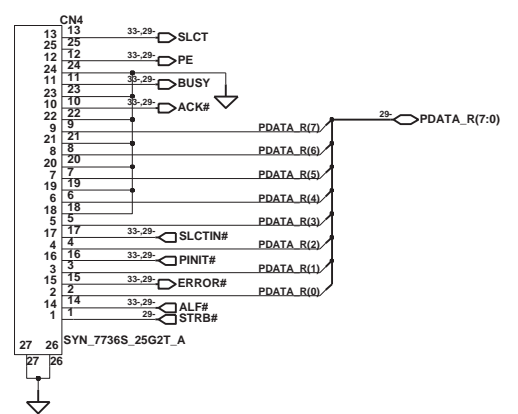 CN4
13 13 33-,29- SLCT
25 25
12 12 33-,29- PE
24 24
11 11 33-,29- BUSY
23 23
10 10 33-,29- ACK#
22 22
9 9 PDATA_R(7) 29- PDATA_R(7:0)
21 21
8 8 PDATA_R(6)
20 20
7 7 PDATA_R(5)
19 19
6 6 PDATA_R(4)
18 18
5 5 PDATA_R(3)
17 17 33-,29- SLCTIN#
4 4 PDATA_R(2)
16 16 33-,29- PINIT#
3 3 PDATA_R(1)
15 15 33-,29- ERROR#
2 2 PDATA_R(0)
14 14 33-,29- ALF#
1 1 29- STRB#
SYN_7736S_25G2T_A
27 26
27 26